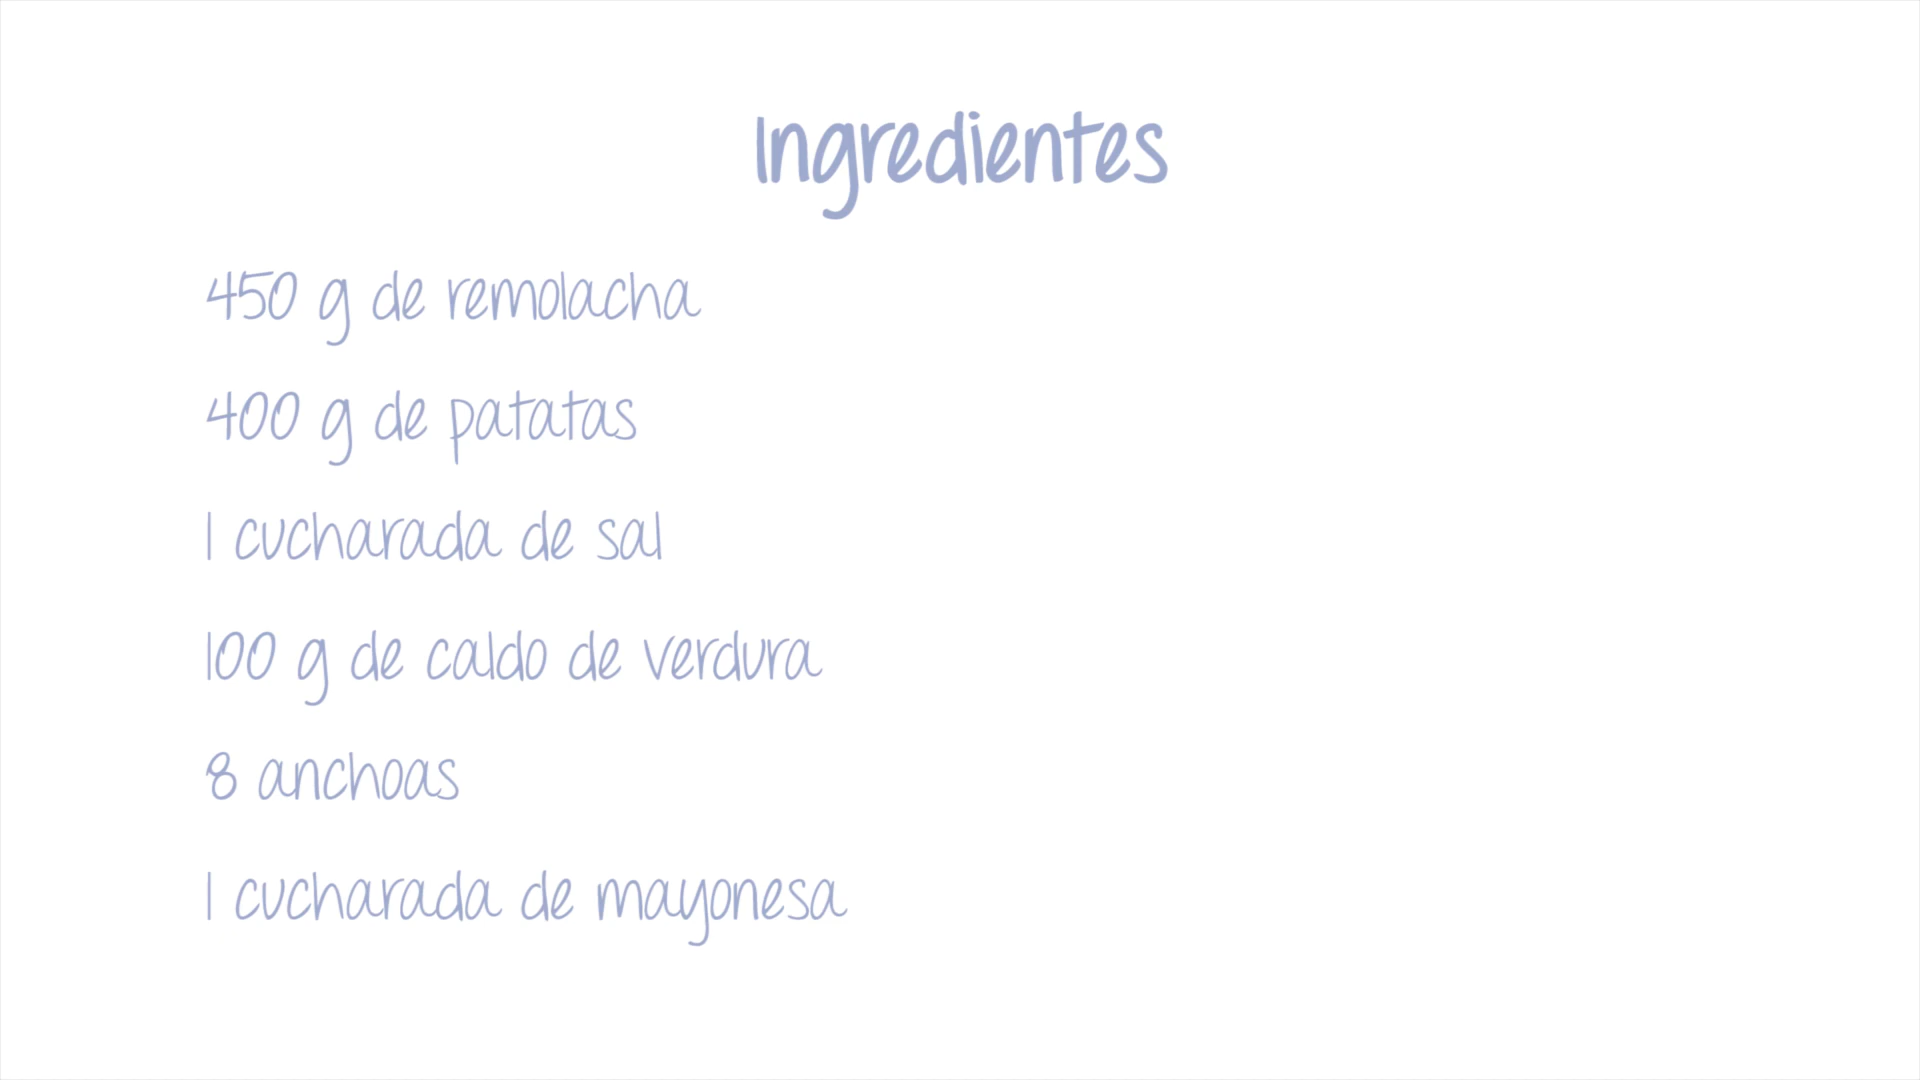 Ingredientes
450 g de remolacha
400 g de patatas
1 cucharada de sal
100 g de caldo de verdura
8 anchoas
1 cucharada de mayonesa